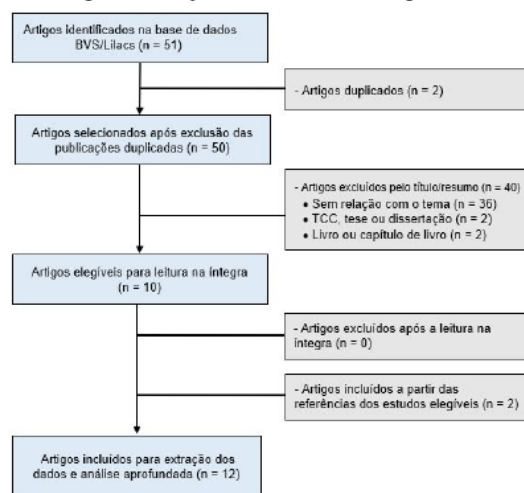 Artigos identificados na base de dados
BVS/Lilacs (n = 51)
- Artigos duplicados (n = 2)
Artigos selecionados após exclusão das
publicações duplicadas (n = 50)
- Artigos excluídos pelo título/resumo (n = 40)
• Sem relação com o tema (n = 36)
• TCC, tese ou dissertação (n = 2)
• Livro ou capítulo de livro (n = 2)
Artigos elegíveis para leitura na íntegra
(n = 10)
- Artigos excluídos após a leitura na
íntegra (n = 0)
- Artigos incluídos a partir das
referências dos estudos elegíveis (n = 2)
Artigos incluídos para extração dos
dados e análise aprofundada (n = 12)